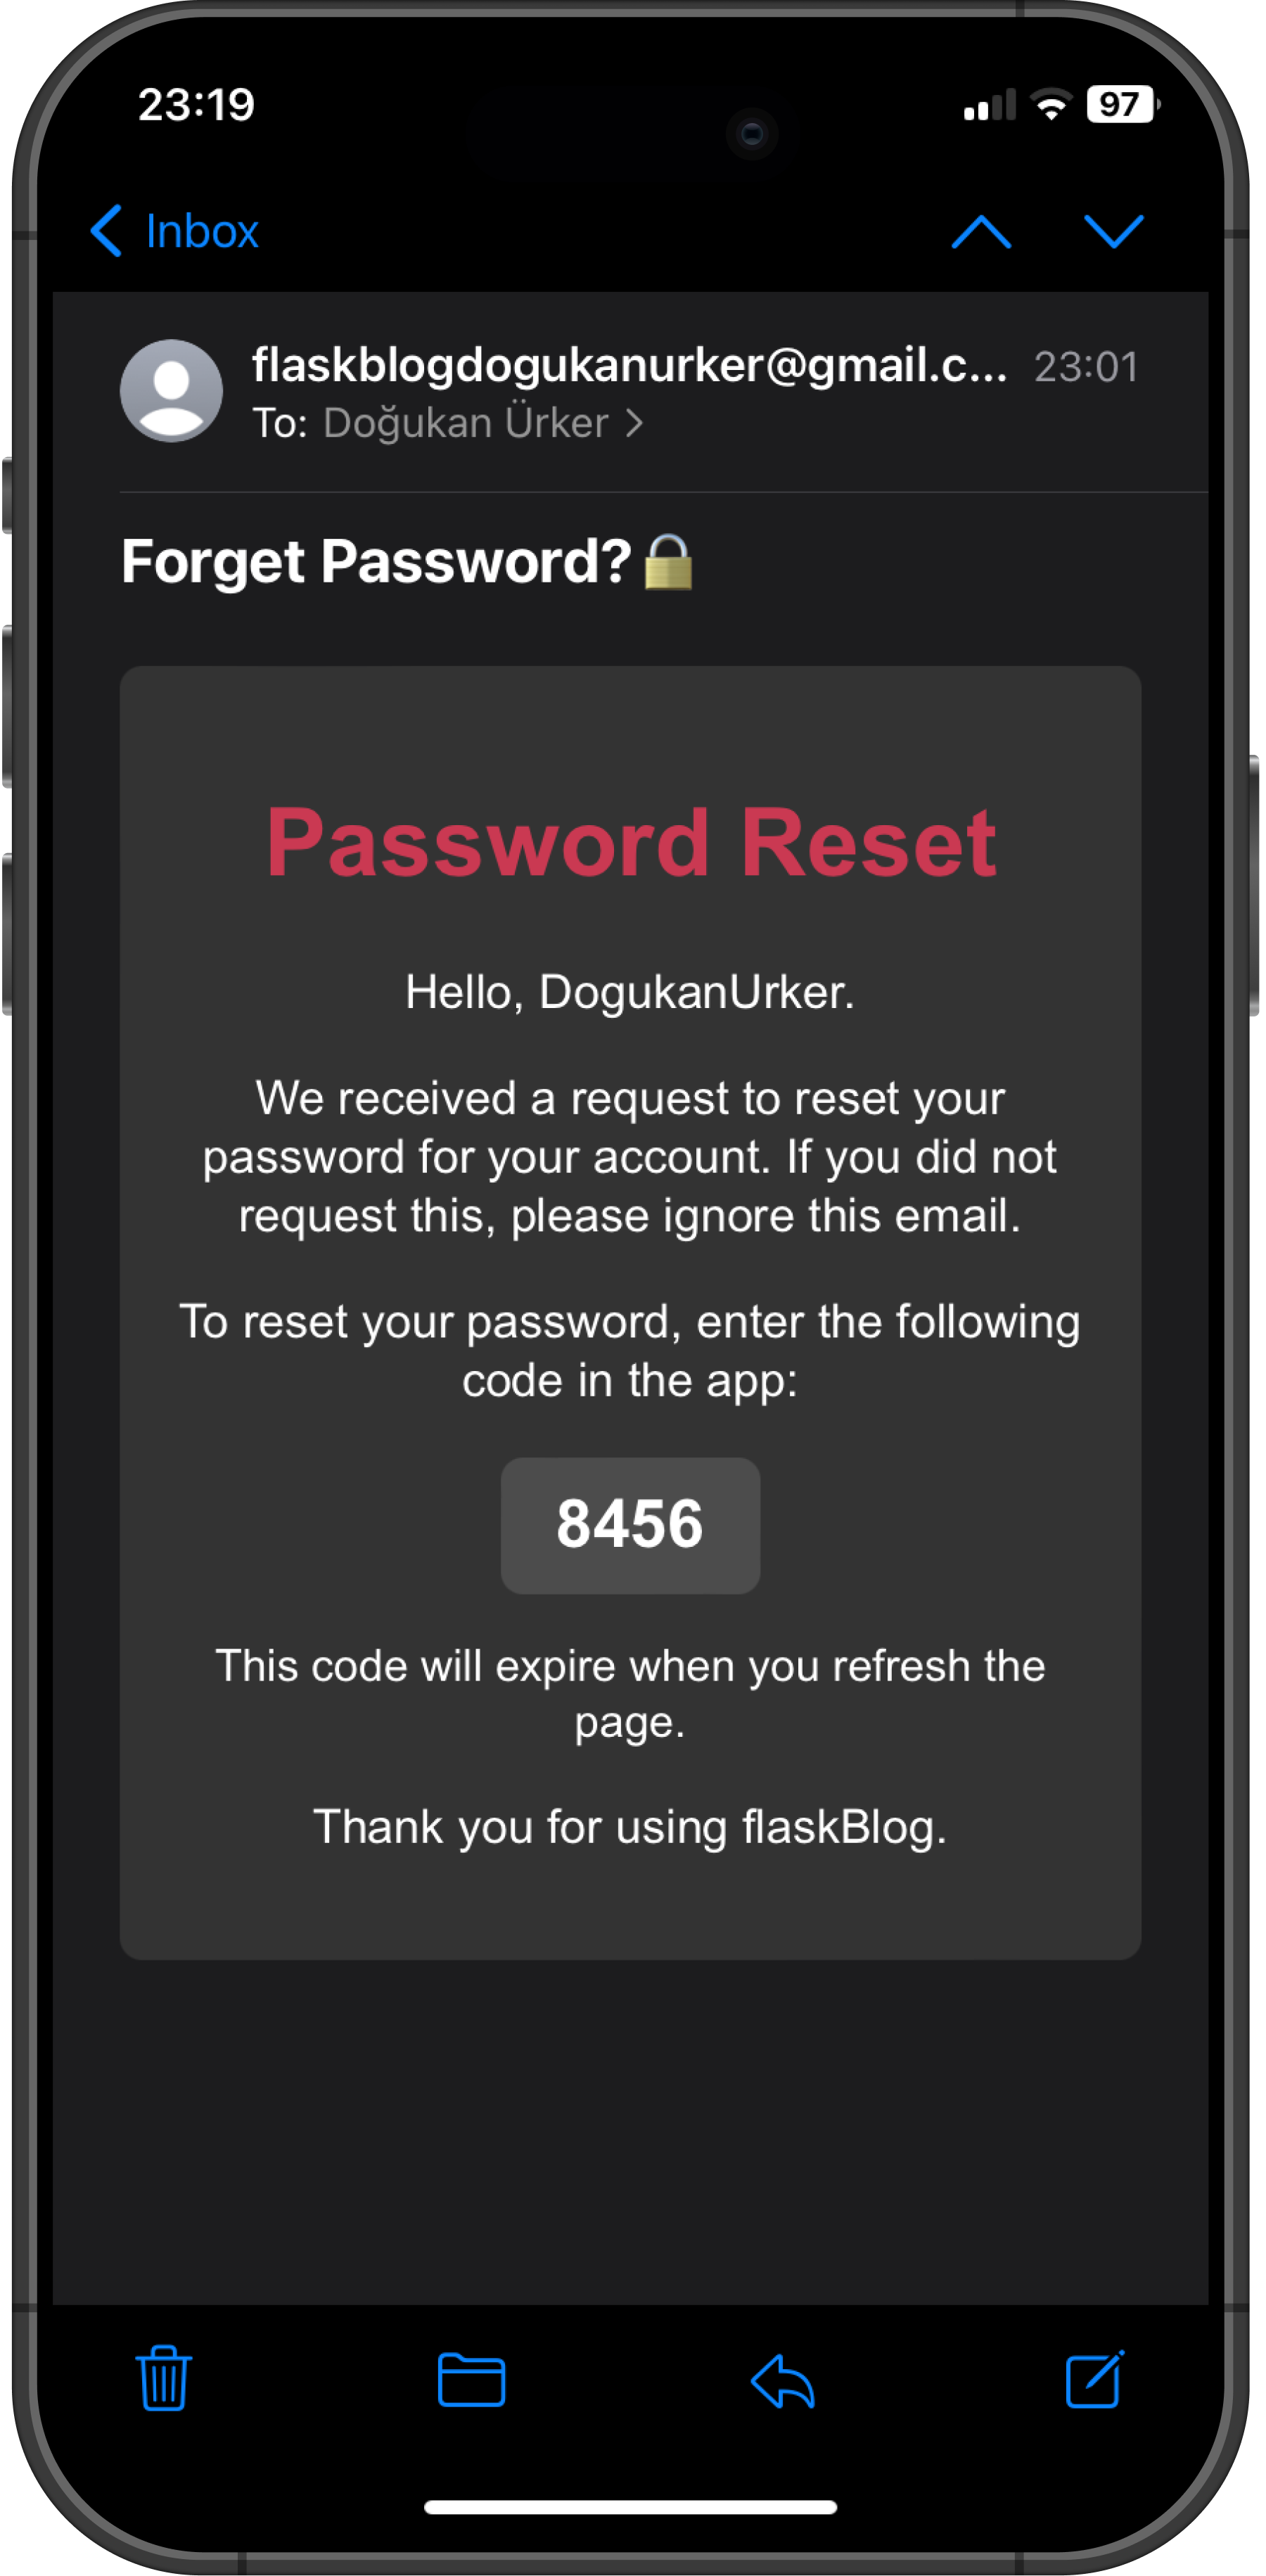 23:19
97
Inbox
flaskblogdogukanurker@gmail.c... 23:01
To: Doğukan Ürker
Forget Password?🔒
Password Reset
Hello, DogukanUrker.
We received a request to reset your
password for your account. If you did not
request this, please ignore this email.
To reset your password, enter the following
code in the app:
8456
This code will expire when you refresh the
page.
Thank you for using flaskBlog.